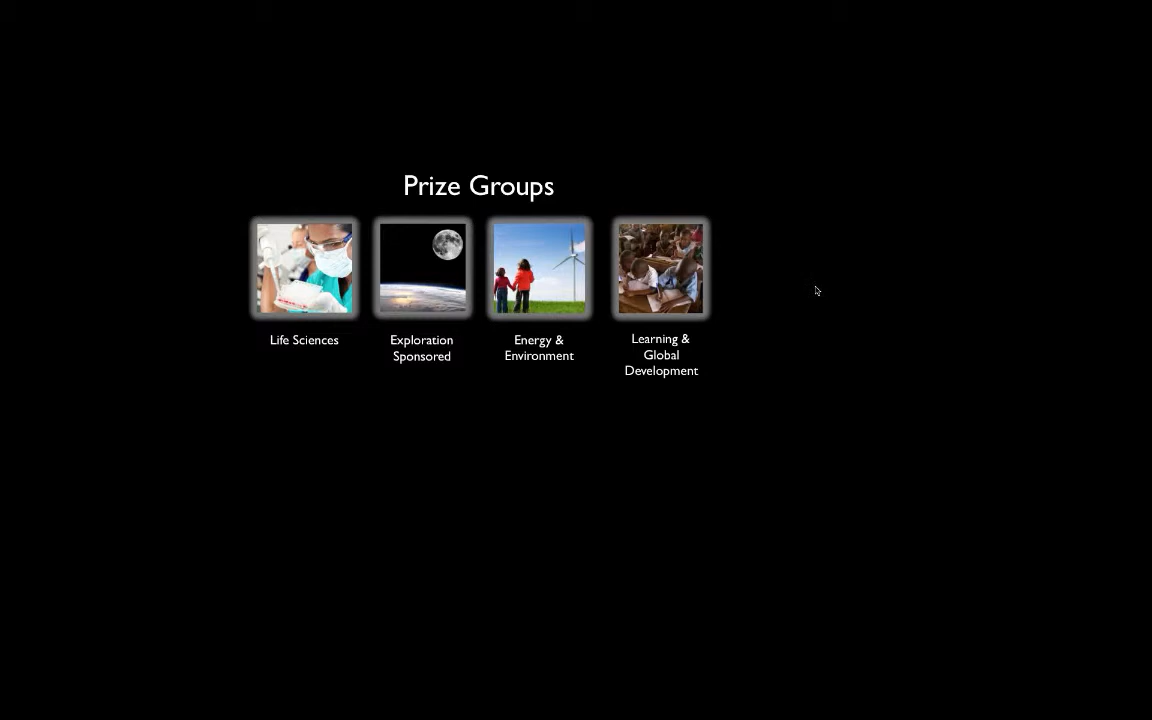 Prize Groups
Life Sciences
Exploration
Sponsored
Energy &
Environment
Learning &
Global
Development